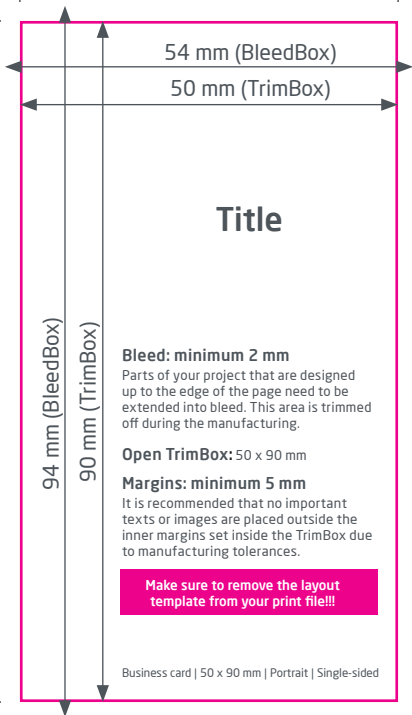 54 mm (BleedBox)
50 mm (TrimBox)
Title
94 mm (BleedBox)
90 mm (TrimBox)
Bleed: minimum 2 mm
Parts of your project that are designed
up to the edge of the page need to be
extended into bleed. This area is trimmed
off during the manufacturing.
Open TrimBox: 50 x 90 mm
Margins: minimum 5 mm
It is recommended that no important
texts or images are placed outside the
inner margins set inside the TrimBox due
to manufacturing tolerances.
Make sure to remove the layout
template from your print file!!!
Business card | 50 x 90 mm | Portrait | Single-sided